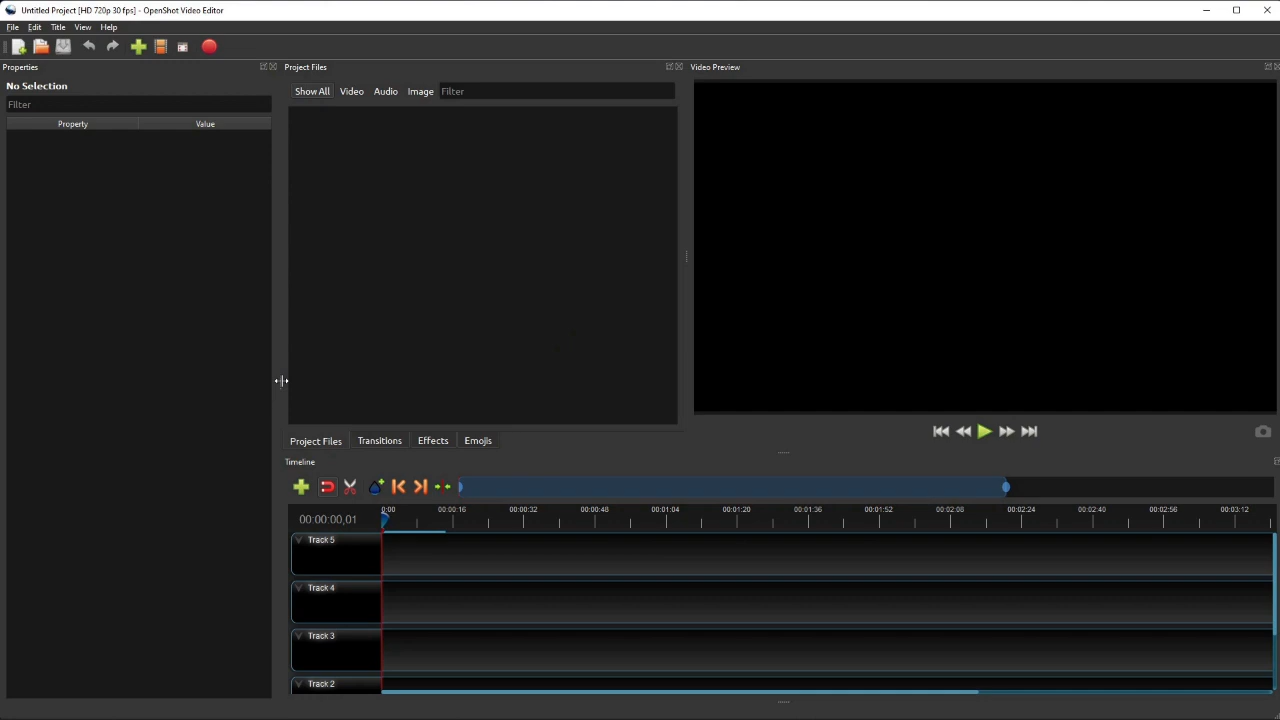 Untitled Project [HD 720p 30 fps] - OpenShot Video Editor
File Edit Title View Help
Properties
Project Files
Video Preview
No Selection
Filter
Show All Video Audio Image Filter
Property Value
Project Files Transitions Effects Emojis
Timeline
00:00:00,01
0:00 00:00:16 00:00:32 00:00:48 00:01:04 00:01:20 00:01:36 00:01:52 00:02:08 00:02:24 00:02:40 00:02:56 00:03:12
Track 5
Track 4
Track 3
Track 2